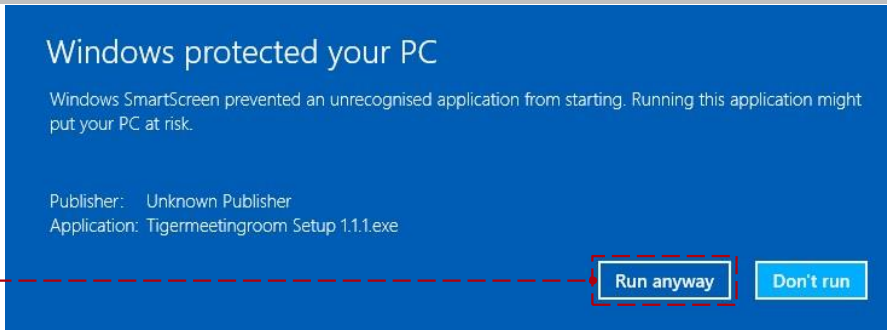 Windows protected your PC
Windows SmartScreen prevented an unrecognised application from starting. Running this application might
put your PC at risk.
Publisher: Unknown Publisher
Application: Tigermeetingroom Setup 1.1.1.exe
Run anyway Don't run